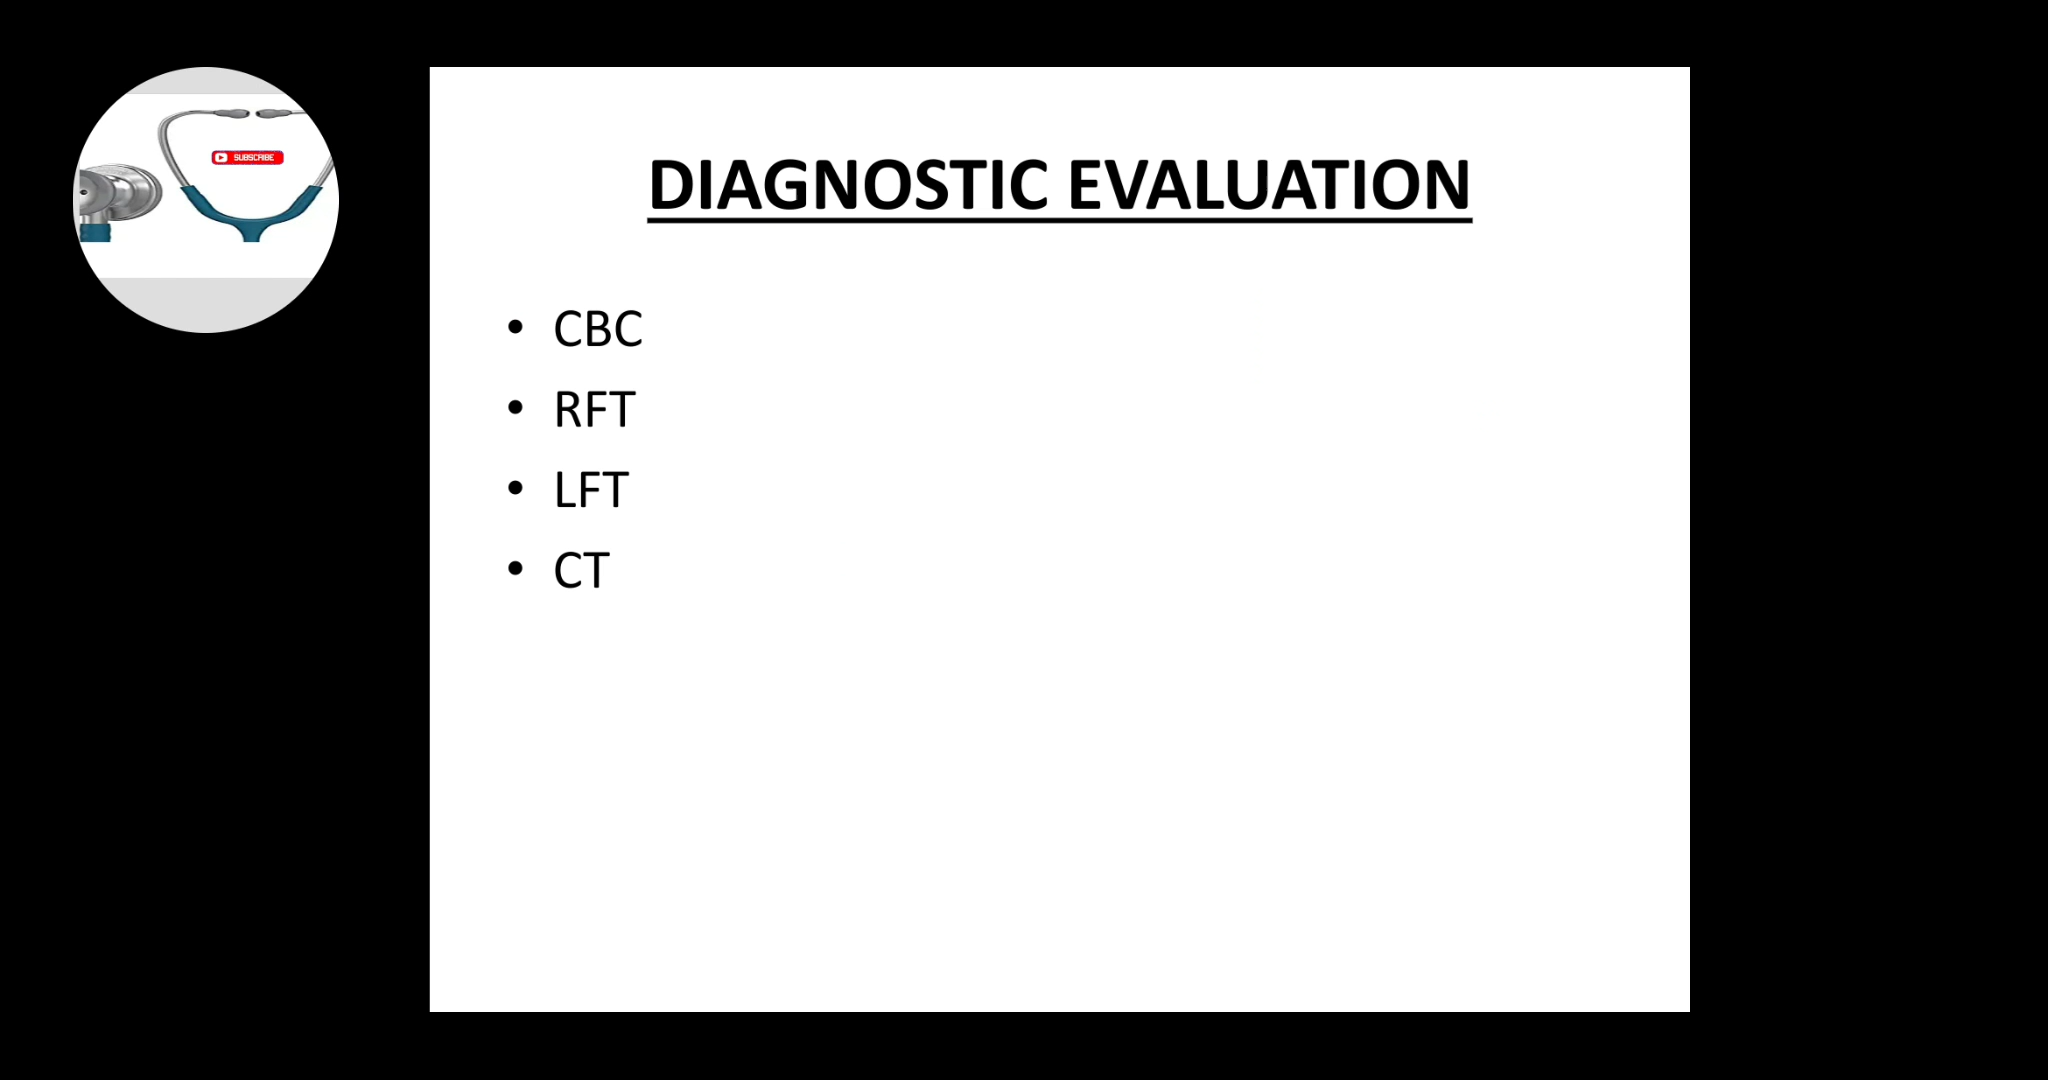 SUBSCRIBE
DIAGNOSTIC EVALUATION
• CBC
• RFT
• LFT
• CT